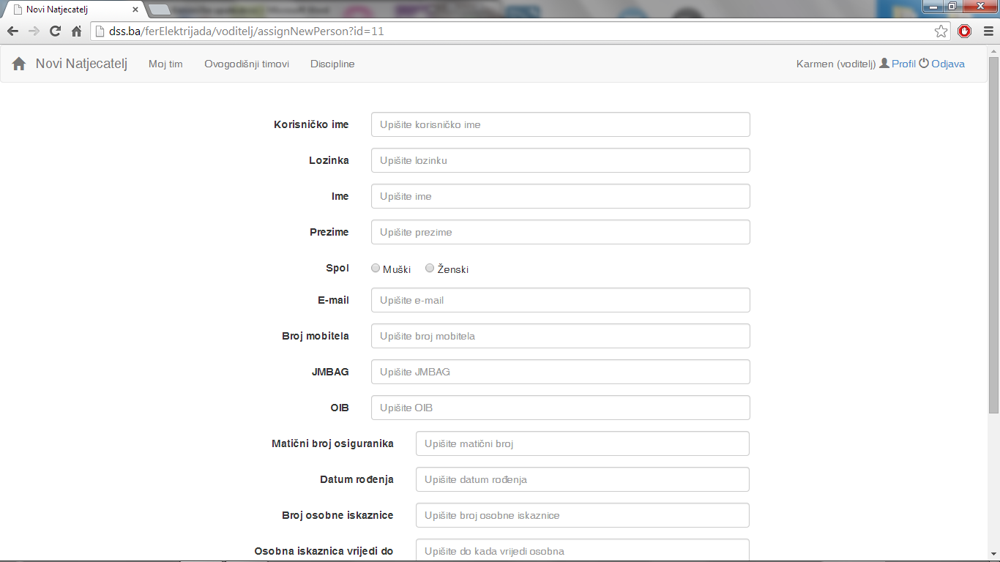 Novi Natjecatelj
dss.ba/ferElektrijada/voditelj/assignNewPerson?id=11
Novi Natjecatelj Moj tim Ovogodišnji timovi Discipline Karmen (voditelj) Profil Odjava
Korisničko ime Upišite korisničko ime
Lozinka Upišite lozinku
Ime Upišite ime
Prezime Upišite prezime
Spol Muški Ženski
E-mail Upišite e-mail
Broj mobitela Upišite broj mobitela
JMBAG Upišite JMBAG
OIB Upišite OIB
Matični broj osiguranika Upišite matični broj
Datum rođenja Upišite datum rođenja
Broj osobne iskaznice Upišite broj osobne iskaznice
Osobna iskaznica vrijedi do Upišite do kada vrijedi osobna